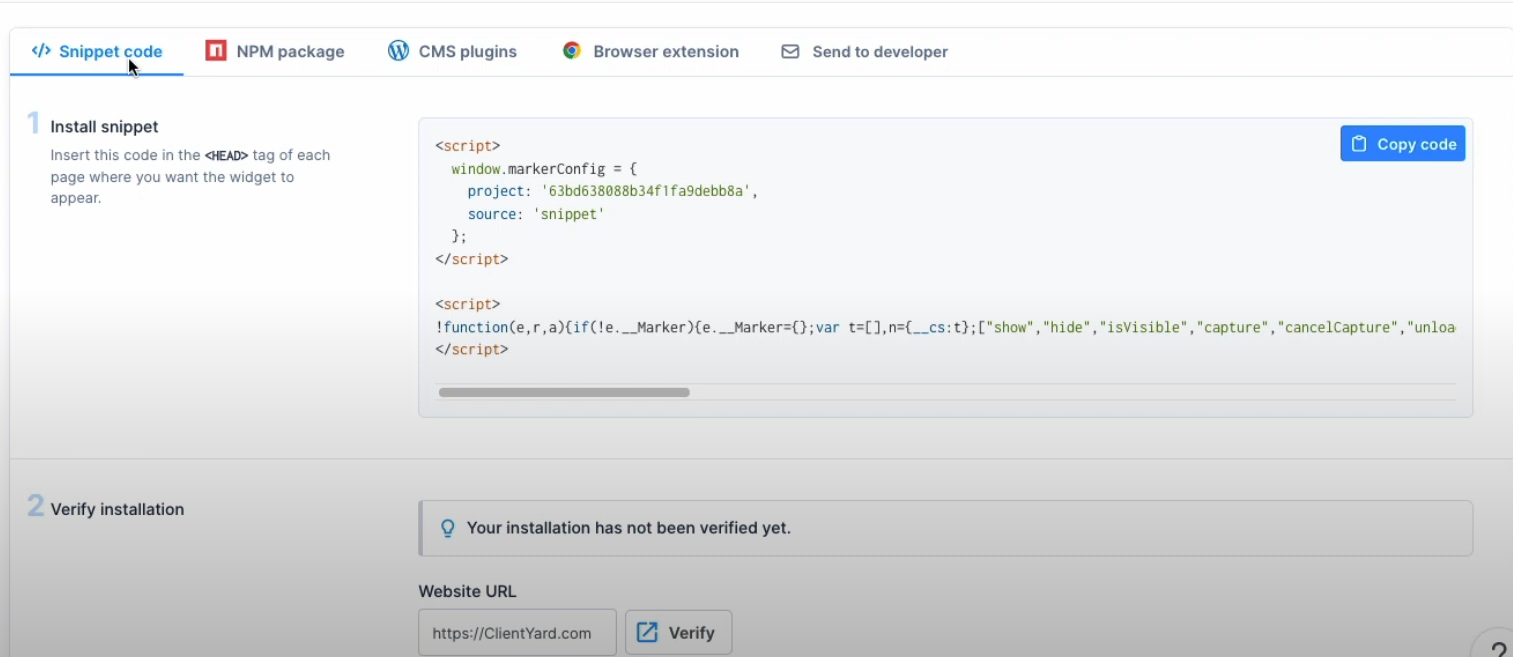 </> Snippet code
NPM package
CMS plugins
Browser extension
Send to developer
1 Install snippet
Insert this code in the <HEAD> tag of each
page where you want the widget to
appear.
Copy code
<script>
window.markerConfig = {
project: '63bd638088b34f1fa9debb8a',
source: 'snippet'
};
</script>
<script>
!function(e,r,a){if(!e.__Marker){e.__Marker={};var t=[],n={__cs:t};["show","hide","isVisible","capture","cancelCapture","unloa
</script>
2 Verify installation
Your installation has not been verified yet.
Website URL
https://ClientYard.com
Verify
?